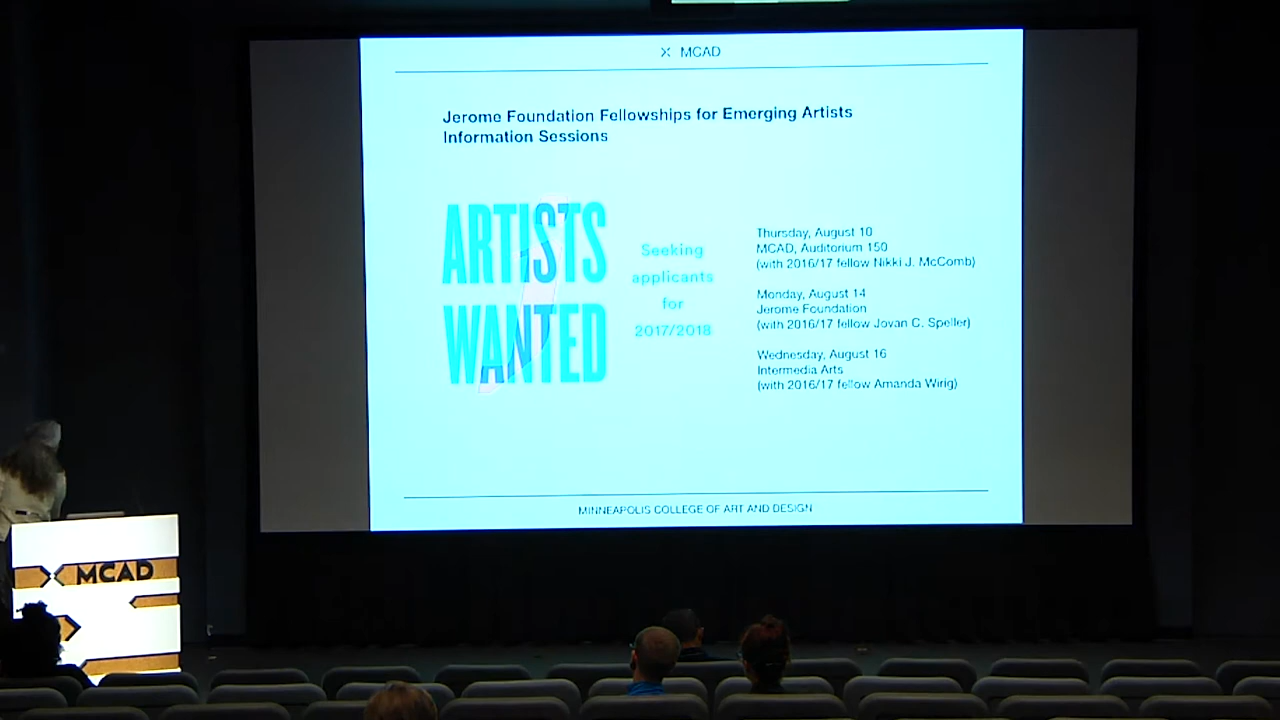 MCAD
Jerome Foundation Fellowships for Emerging Artists
Information Sessions
ARTISTS
WANTED
Seeking
applicants
for
2017/2018
Thursday, August 10
MCAD, Auditorium 150
(with 2016/17 fellow Nikki J. McComb)
Monday, August 14
Jerome Foundation
(with 2016/17 fellow Jovan C. Speller)
Wednesday, August 16
Intermedia Arts
(with 2016/17 fellow Amanda Wirig)
MINNEAPOLIS COLLEGE OF ART AND DESIGN
MCAD